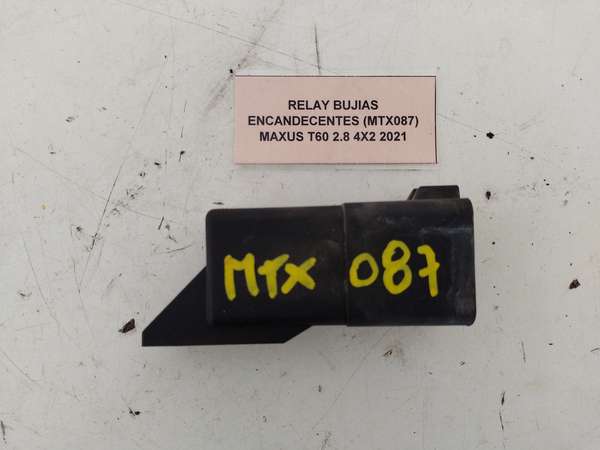 RELAY BUJIAS
ENCANDECENTES (MTX087)
MAXUS T60 2.8 4X2 2021
MTX 087